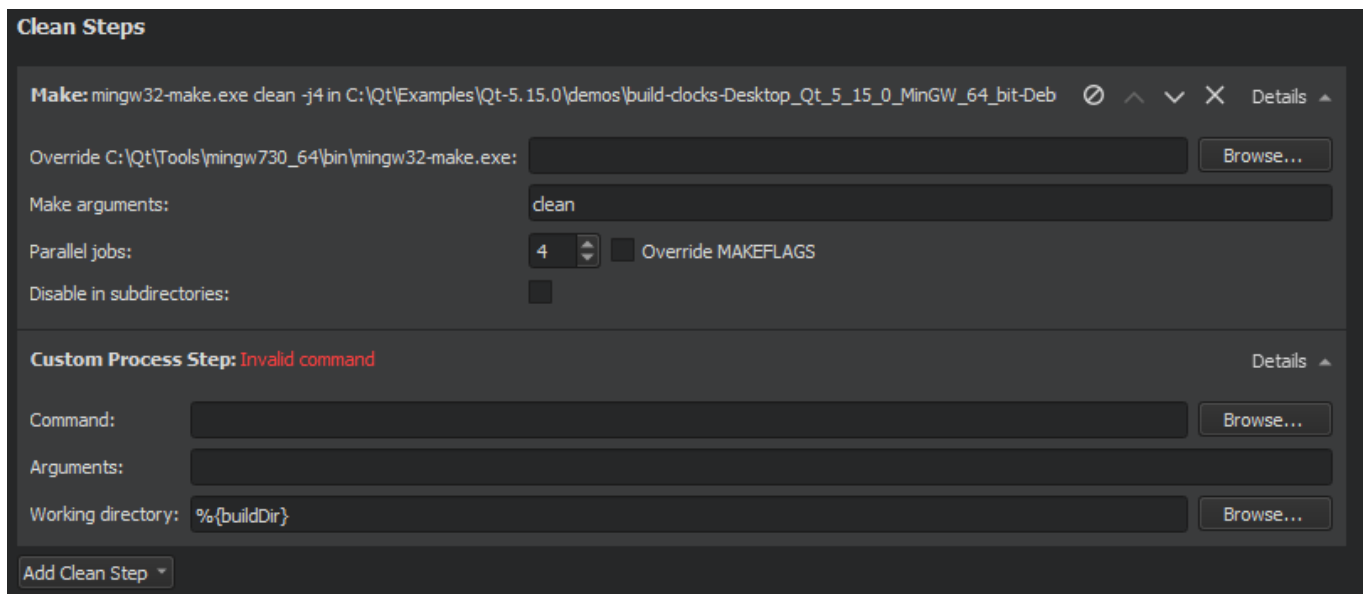 Clean Steps
Make: mingw32-make.exe clean -j4 in C:\Qt\Examples\Qt-5.15.0\demos\build-clocks-Desktop_Qt_5_15_0_MinGW_64_bit-Deb Details
Override C:\Qt\Tools\mingw730_64\bin\mingw32-make.exe: Browse...
Make arguments: clean
Parallel jobs: 4 Override MAKEFLAGS
Disable in subdirectories:
Custom Process Step: Invalid command Details
Command: Browse...
Arguments:
Working directory: %{buildDir} Browse...
Add Clean Step